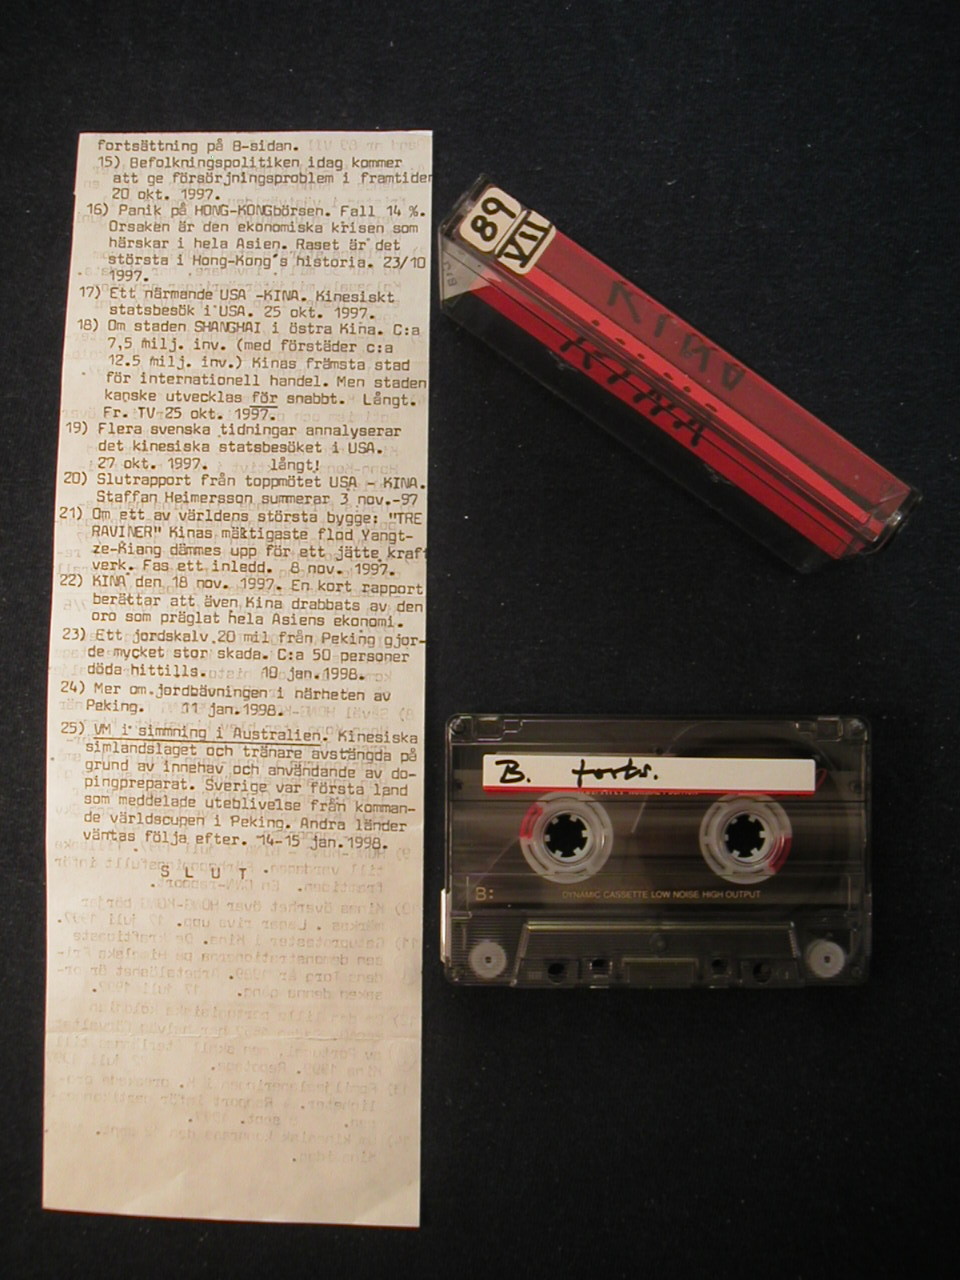 fortsättning på B-sidan.
15) Befolkningspolitiken idag kommer
att ge försörjningsproblem i framtiden
20 okt. 1997.
16) Panik på HONG-KONGbörsen. Fall 14 %.
Orsaken är den ekonomiska krisen som
härskar i hela Asien. Raset är det
största i Hong-Kong's historia. 23/10
1997.
17) Ett närmande USA -KINA. Kinesiskt
statsbesök i USA. 25 okt. 1997.
18) Om staden SHANGHAI i östra Kina. C:a
7,5 milj. inv. (med förstäder c:a
12.5 milj. inv.) Kinas främsta stad
för internationell handel. Men staden
kanske utvecklas för snabbt. Långt.
Fr. TV 25 okt. 1997.
19) Flera svenska tidningar annalyserar
det kinesiska statsbesöket i USA.
27 okt. 1997. långt!
20) Slutrapport från toppmötet USA - KINA.
Staffan Heimersson summerar 3 nov.-97
21) Om ett av världens största bygge: "TRE
RAVINER" Kinas mäktigaste flod Yangt-
ze-Kiang dämmes upp för ett jätte kraft
verk. Fas ett inledd. 8 nov. 1997.
22) KINA den 18 nov. 1997. En kort rapport
berättar att även Kina drabbats av den
oro som präglat hela Asiens ekonomi.
23) Ett jordskalv 20 mil från Peking gjor-
de mycket stor skada. C:a 50 personer
döda hittills. 10 jan.1998.
24) Mer om jordbävningen i närheten av
Peking. 11 jan.1998.
25) VM i simmning i Australien. Kinesiska
simlandslaget och tränare avstängda på
grund av innehav och användande av do-
pingpreparat. Sverige var första land
som meddelade uteblivelse från komman-
de världscupen i Peking. Andra länder
väntas följa efter. 14-15 jan.1998.
S L U T
89
VII
KINA
KINA
B. forts.
B:
DYNAMIC CASSETTE LOW NOISE HIGH OUTPUT